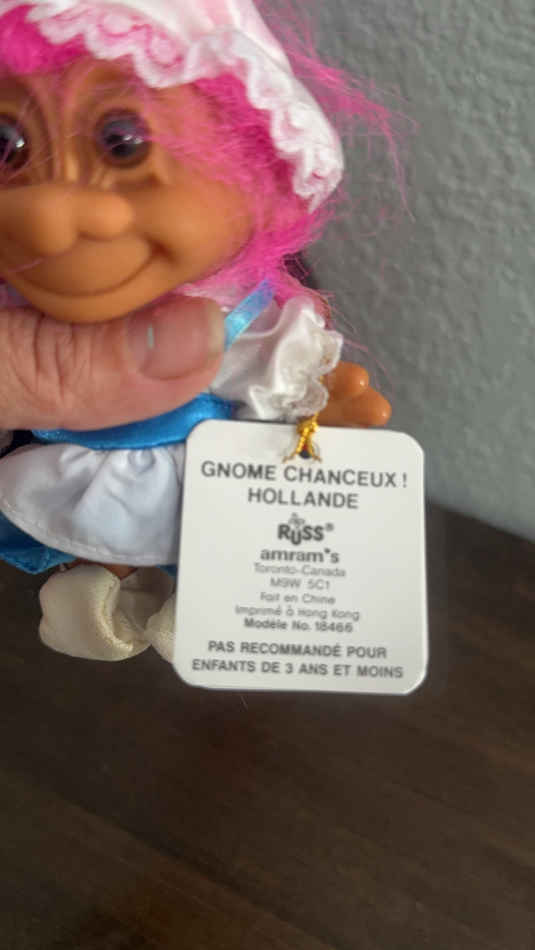 GNOME CHANCEUX!
HOLLANDE
RUSS®
amram's
Toronto-Canada
M9W 5C1
Fait en Chine
Imprimé à Hong Kong
Modèle No. 18466
PAS RECOMMANDÉ POUR
ENFANTS DE 3 ANS ET MOINS